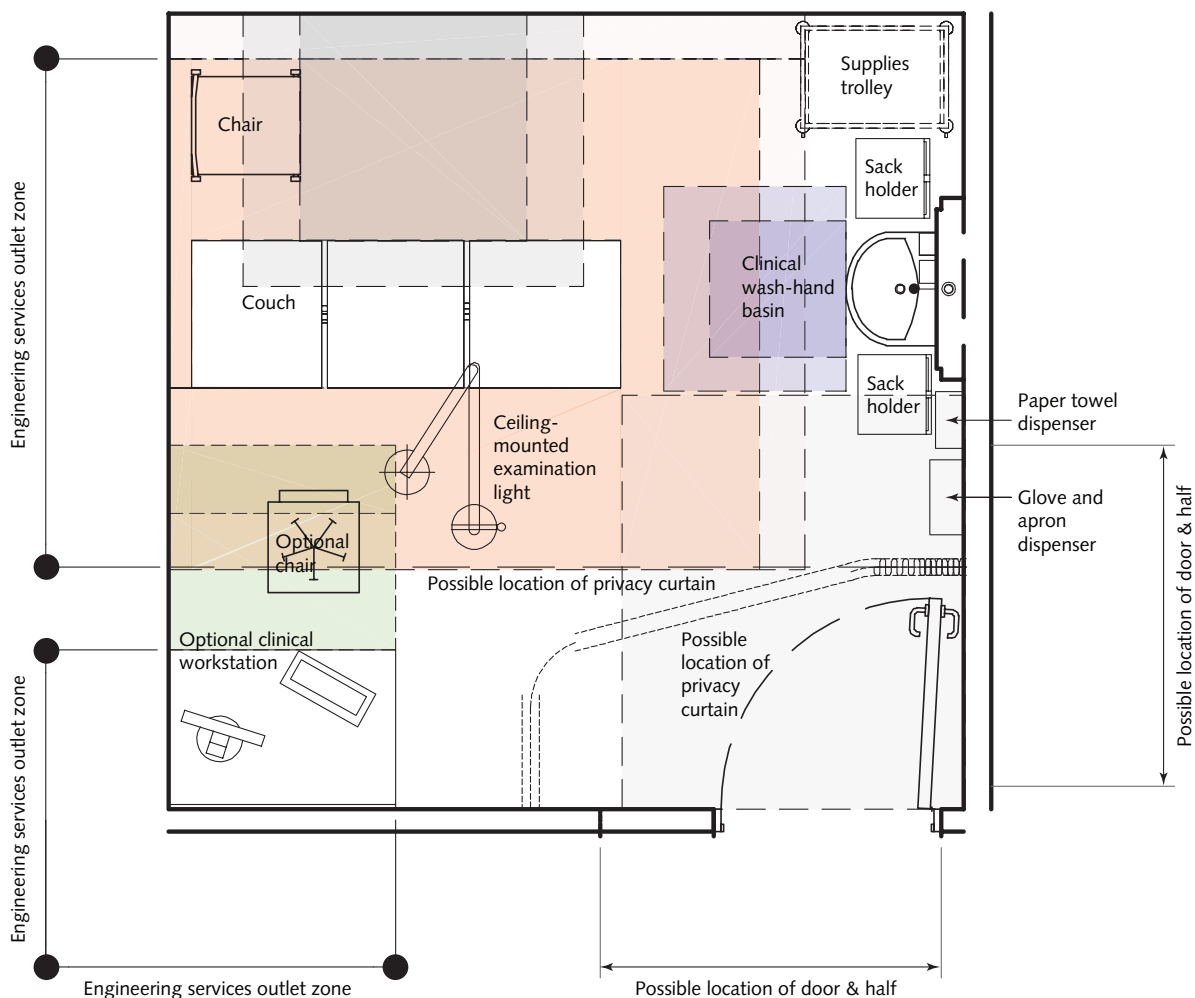 Supplies
trolley
Chair
Sack
holder
Clinical
wash-hand
basin
Couch
Sack
holder
Paper towel
dispenser
Ceiling-
mounted
examination
light
Glove and
apron
dispenser
Optional
chair
Possible location of privacy curtain
Optional clinical
workstation
Possible
location of
privacy
curtain
Engineering services outlet zone
Engineering services outlet zone
Engineering services outlet zone
Possible location of door & half
Possible location of door & half